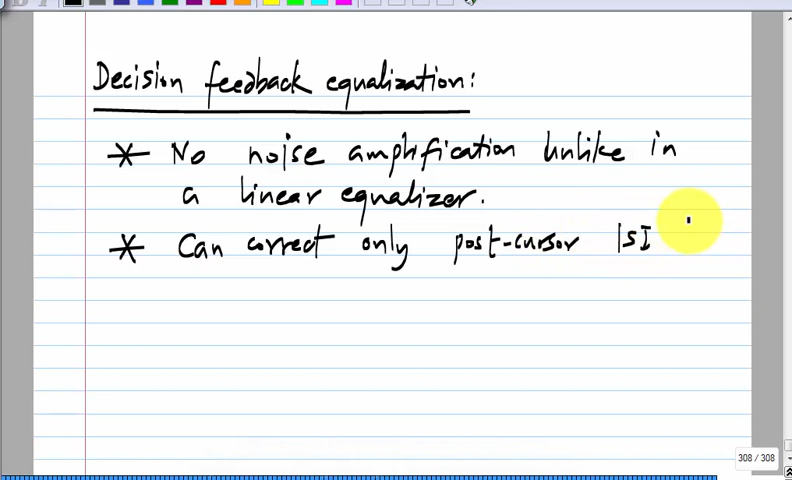 Decision feedback equalization:
* No noise amplification unlike in
a linear equalizer.
* Can correct only post-cursor ISI
308 / 308